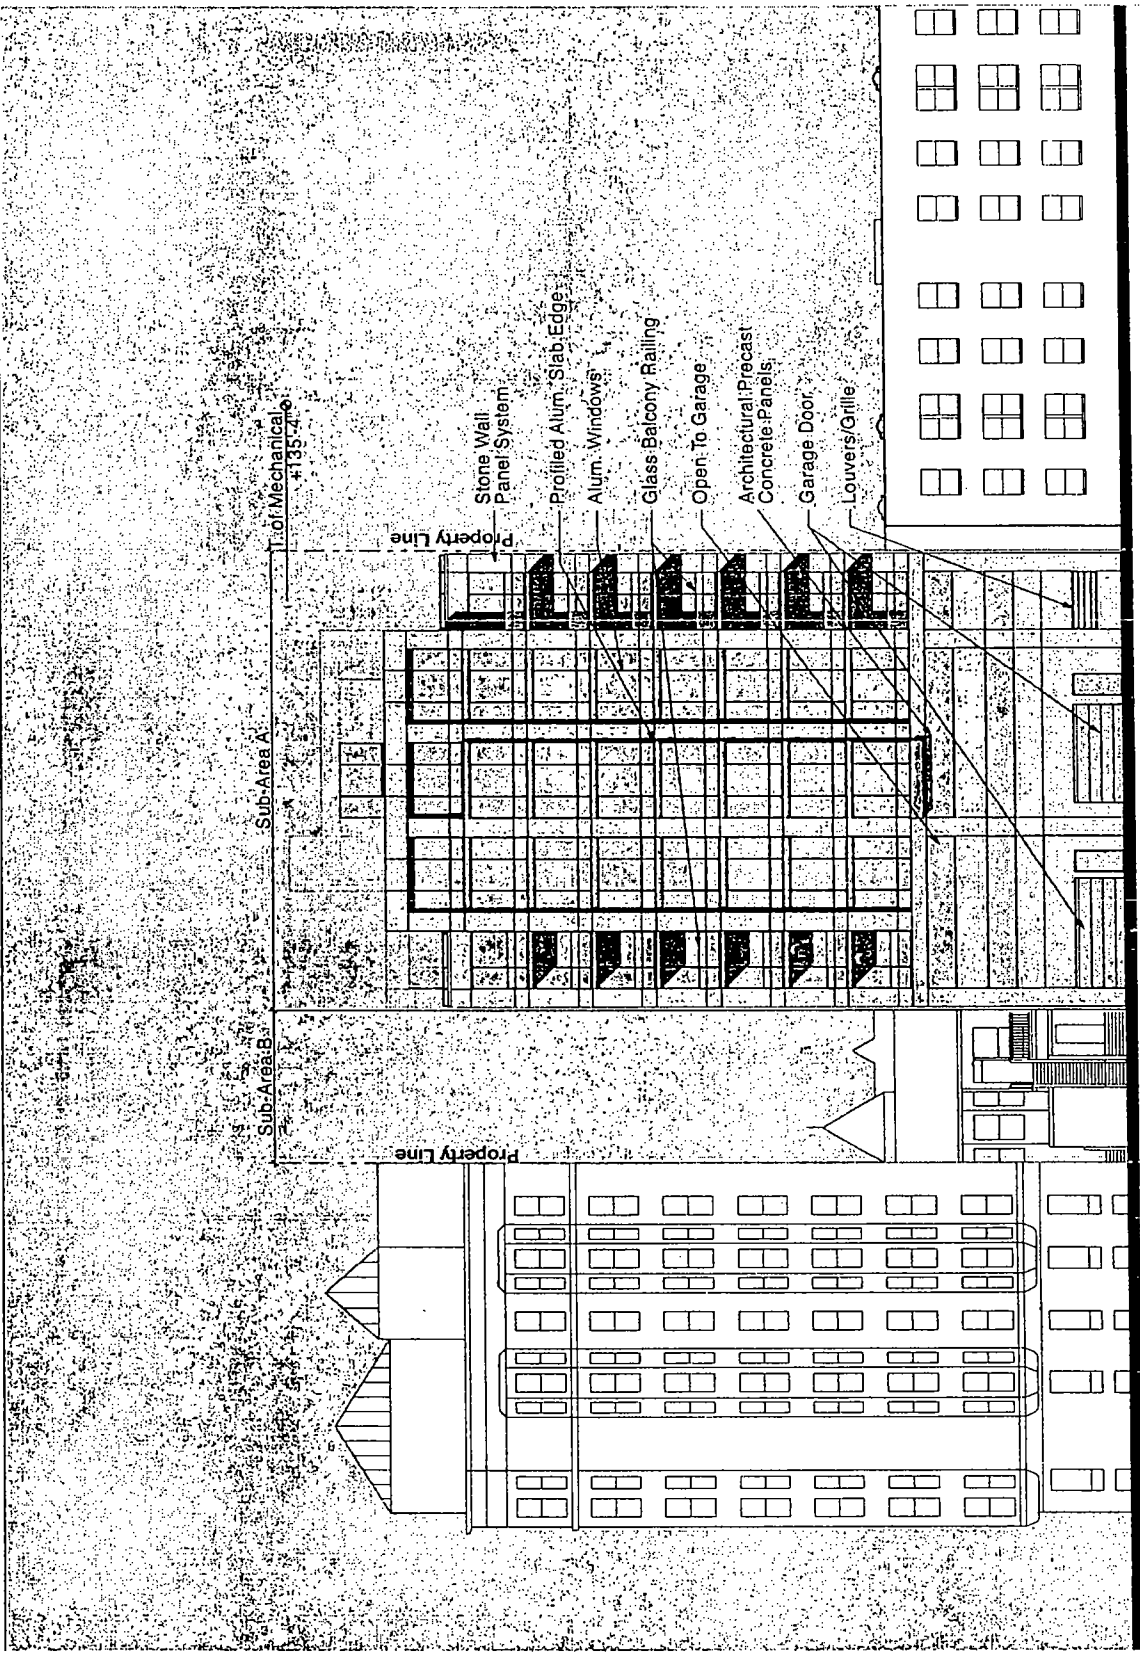 Sub-Area B
Sub-Area A
T. of Mechanical
+135'-4"
Property Line
Property Line
Stone Wall
Panel System
Profiled Alum. Slab Edge
Alum. Windows
Glass Balcony Railing
Open To Garage
Architectural Precast
Concrete Panels
Garage Door
Louvers/Grille